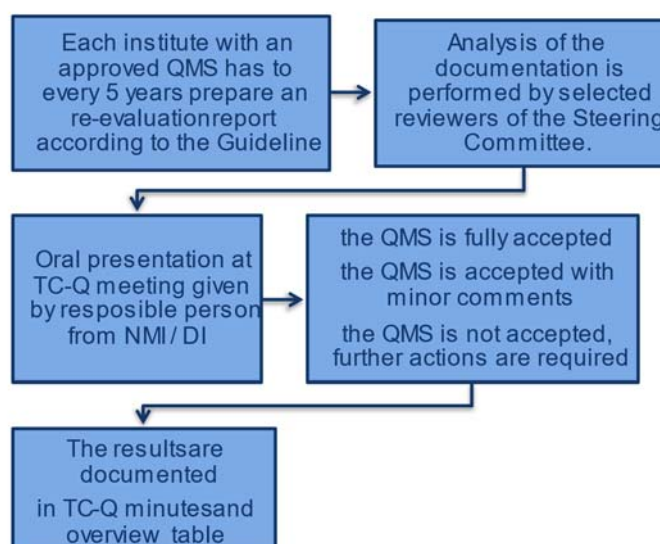 Each institute with an
approved QMS has to
every 5 years prepare an
re-evaluationreport
according to the Guideline
Analysis of the
documentation is
performed by selected
reviewers of the Steering
Committee.
Oral presentation at
TC-Q meeting given
by resposible person
from NMI / DI
the QMS is fully accepted
the QMS is accepted with
minor comments
the QMS is not accepted,
further actions are required
The resultsare
documented
in TC-Q minutesand
overview table